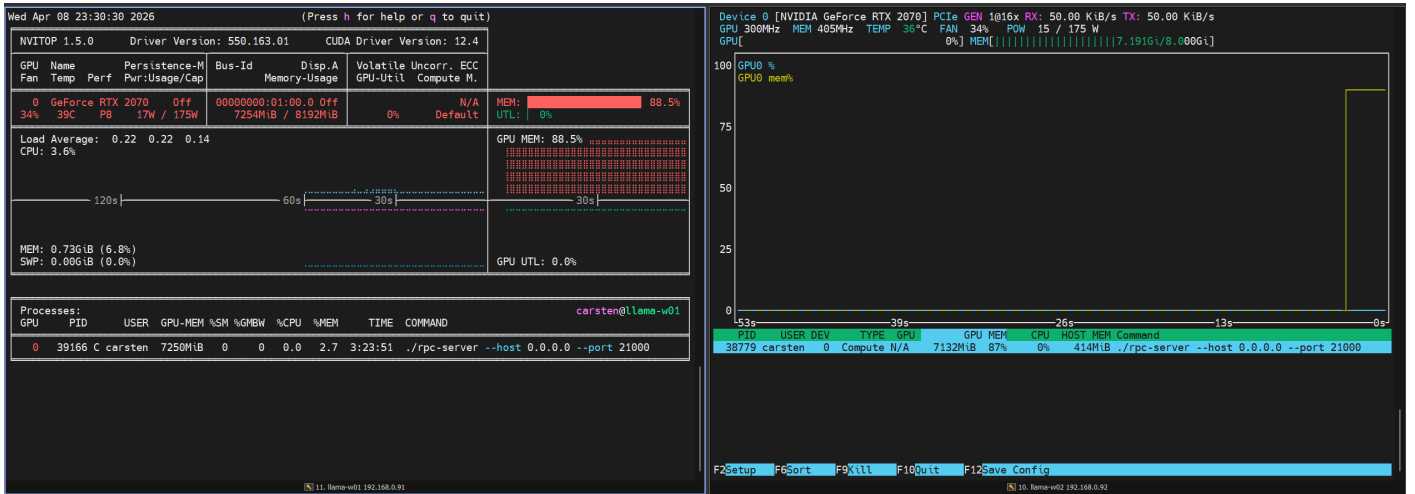 Wed Apr 08 23:30:30 2026 (Press h for help or q to quit)
NVITOP 1.5.0 Driver Version: 550.163.01 CUDA Driver Version: 12.4
GPU Name Persistence-M Bus-Id Disp.A Volatile Uncorr. ECC
Fan Temp Perf Pwr:Usage/Cap Memory-Usage GPU-Util Compute M.
0 GeForce RTX 2070 Off 00000000:01:00.0 Off N/A MEM: 88.5%
34% 39C P8 17W / 175W 7254MiB / 8192MiB 0% Default UTL: 0%
Load Average: 0.22 0.22 0.14 GPU MEM: 88.5%
CPU: 3.6%
120s 60s 30s 30s
MEM: 0.73GiB (6.8%)
SWP: 0.00GiB (0.0%) GPU UTL: 0.0%
Processes: carsten@llama-w01
GPU PID USER GPU-MEM %SM %GMBW %CPU %MEM TIME COMMAND
0 39166 C carsten 7250MiB 0 0 0.0 2.7 3:23:51 ./rpc-server --host 0.0.0.0 --port 21000
11. llama-w01 192.168.0.91
Device 0 [NVIDIA GeForce RTX 2070] PCIe GEN 1@16x RX: 50.00 KiB/s TX: 50.00 KiB/s
GPU 300MHz MEM 405MHz TEMP 36°C FAN 34% POW 15 / 175 W
GPU[ 0%] MEM[||||||||||||||||||||7.191Gi/8.000Gi]
100 GPU0 %
GPU0 mem%
75
50
25
0
53s 39s 26s 13s 0s
PID USER DEV TYPE GPU GPU MEM CPU HOST MEM Command
38779 carsten 0 Compute N/A 7132MiB 87% 0% 414MiB ./rpc-server --host 0.0.0.0 --port 21000
F2Setup F6Sort F9Kill F10Quit F12Save Config
10. llama-w02 192.168.0.92